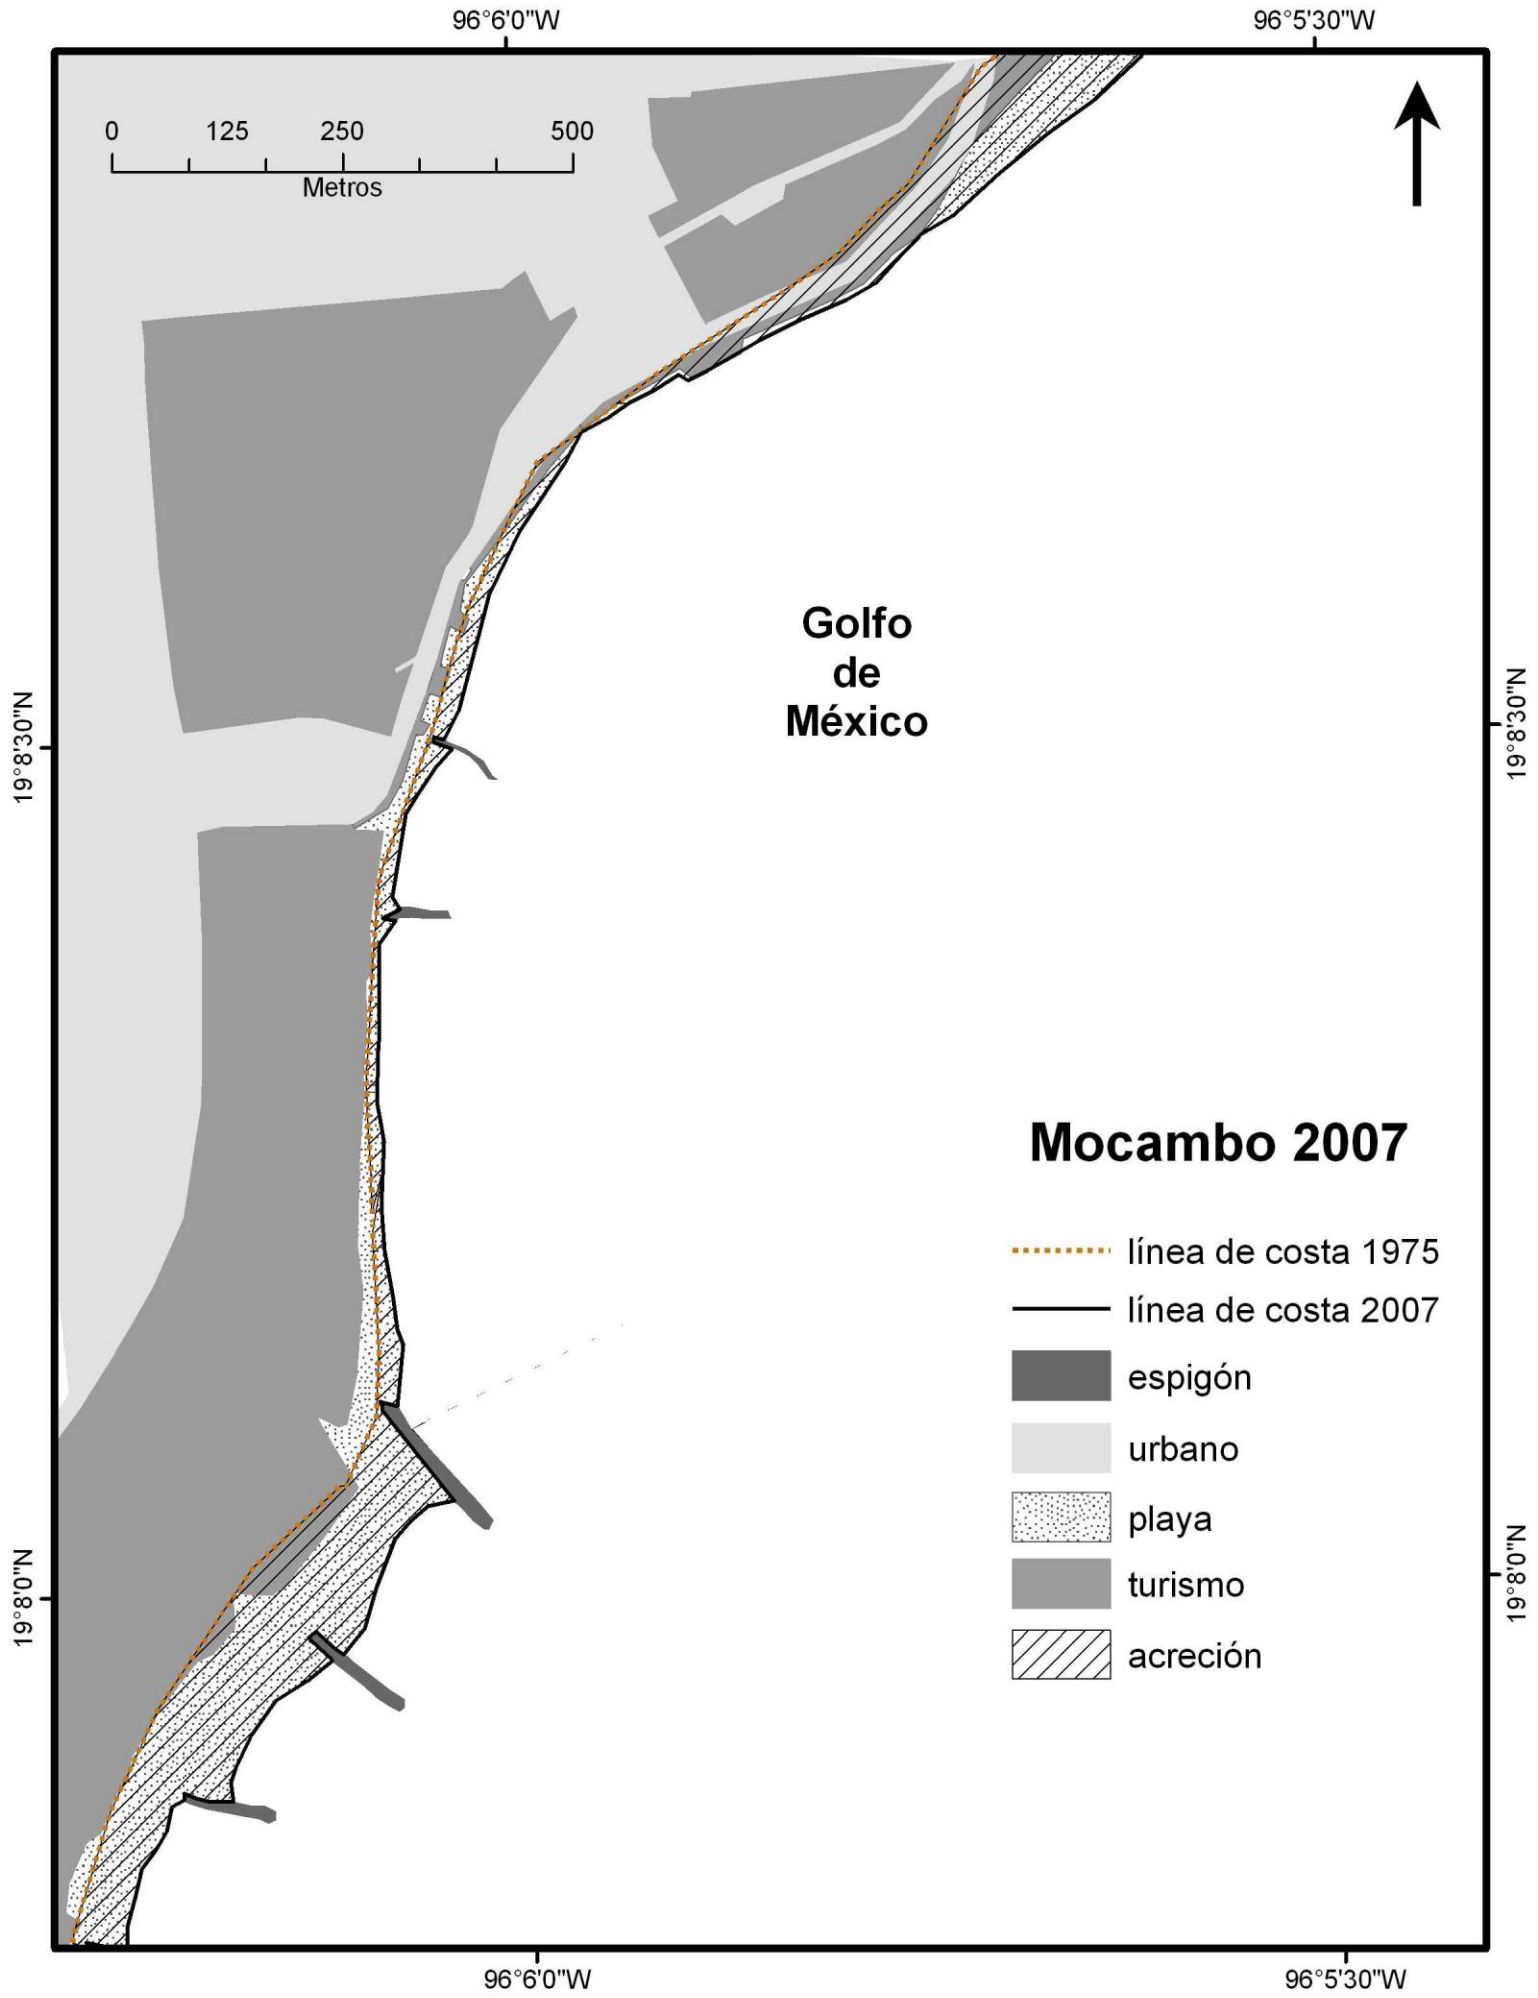 96°6'0"W
96°5'30"W
0 125 250 500
Metros
Golfo
de
México
19°8'30"N
19°8'30"N
Mocambo 2007
línea de costa 1975
línea de costa 2007
espigón
urbano
playa
turismo
acreción
19°8'0"N
19°8'0"N
96°6'0"W
96°5'30"W